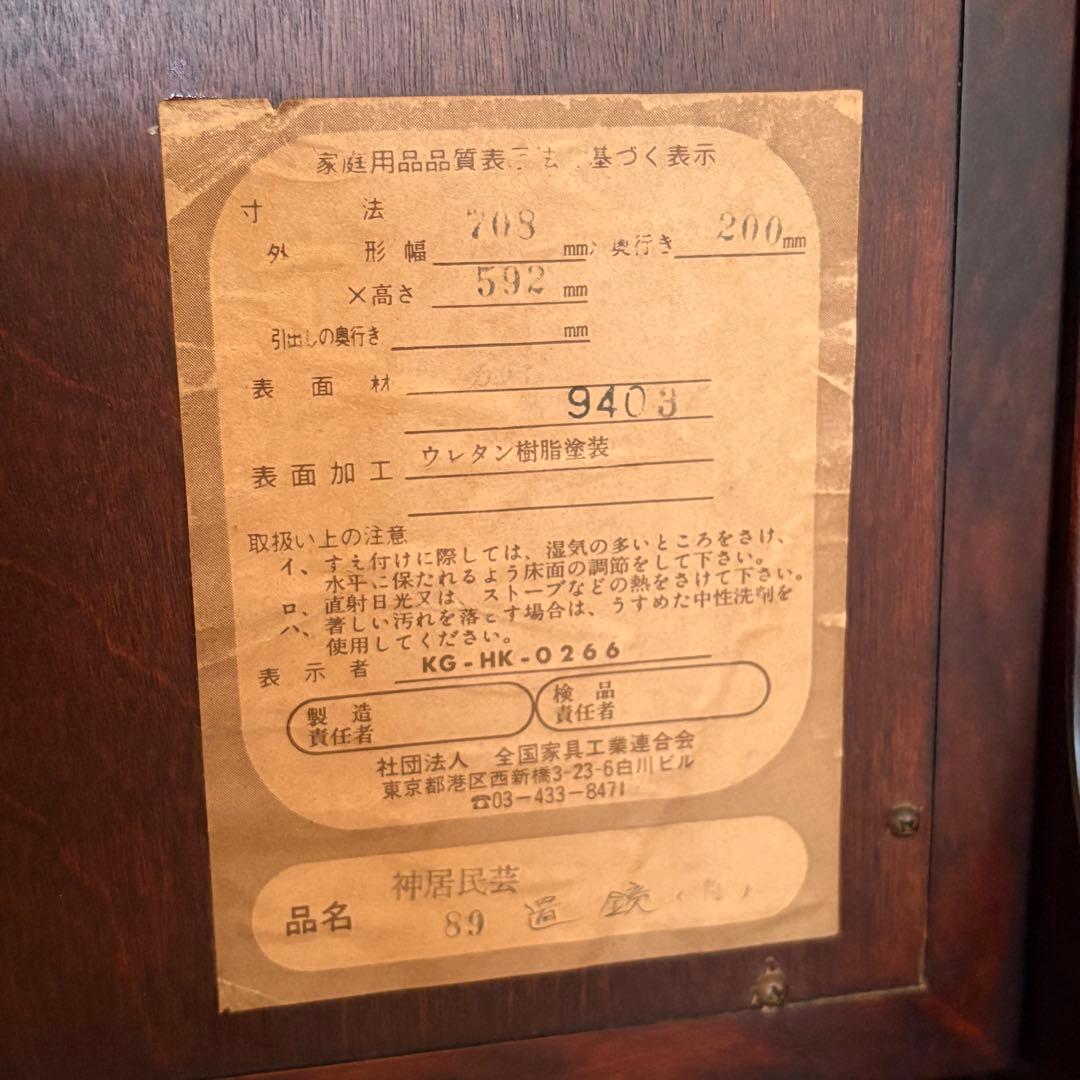 家庭用品品質表示法に基づく表示
寸法
外形幅 708 mm× 奥行き 200 mm
×高さ 592 mm
引出しの奥行き mm
表面材
9403
表面加工 ウレタン樹脂塗装
取扱い上の注意
イ、すえ付けに際しては、湿気の多いところをさけ、
水平に保たれるよう床面の調節をして下さい。
ロ、直射日光又は、ストーブなどの熱をさけて下さい。
ハ、著しい汚れを落とす場合は、うすめた中性洗剤を
使用してください。
表示者 KG-HK-0266
製造
責任者
検品
責任者
社団法人 全国家具工業連合会
東京都港区西新橋3-23-6白川ビル
☎03-433-8471
品名 神居民芸
89 鏡